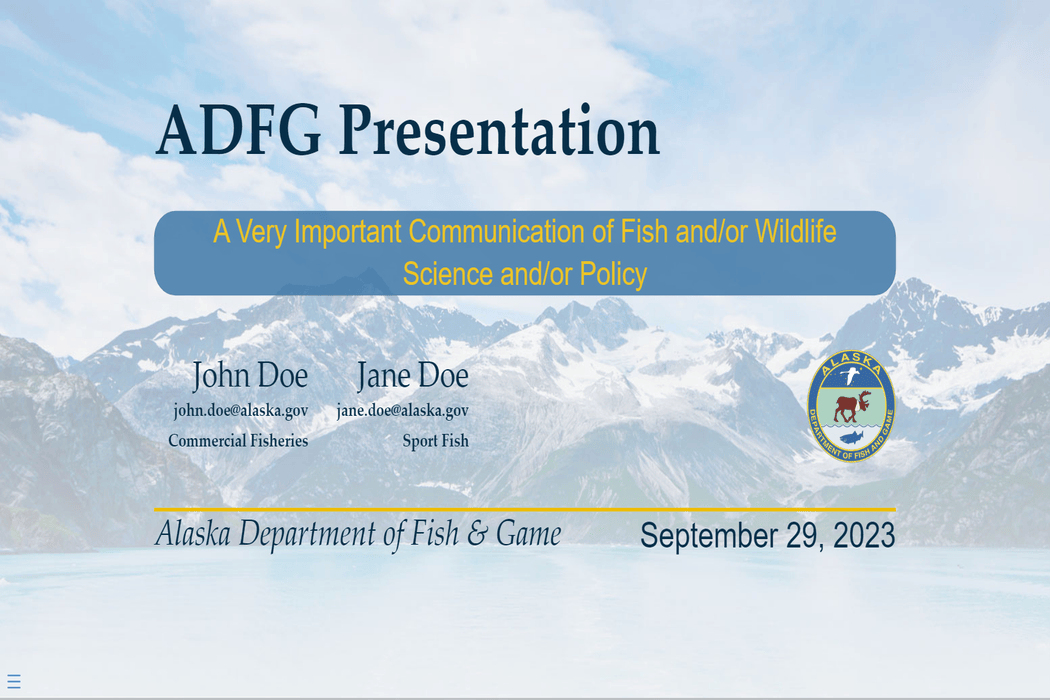 ADFG Presentation
A Very Important Communication of Fish and/or Wildlife
Science and/or Policy
John Doe
john.doe@alaska.gov
Commercial Fisheries
Jane Doe
jane.doe@alaska.gov
Sport Fish
ALASKA
DEPARTMENT OF FISH AND GAME
Alaska Department of Fish & Game
September 29, 2023